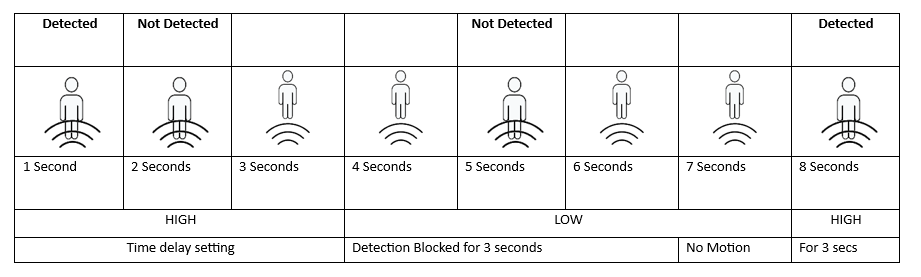 Detected Not Detected Not Detected Detected
1 Second 2 Seconds 3 Seconds 4 Seconds 5 Seconds 6 Seconds 7 Seconds 8 Seconds
HIGH LOW HIGH
Time delay setting Detection Blocked for 3 seconds No Motion For 3 secs